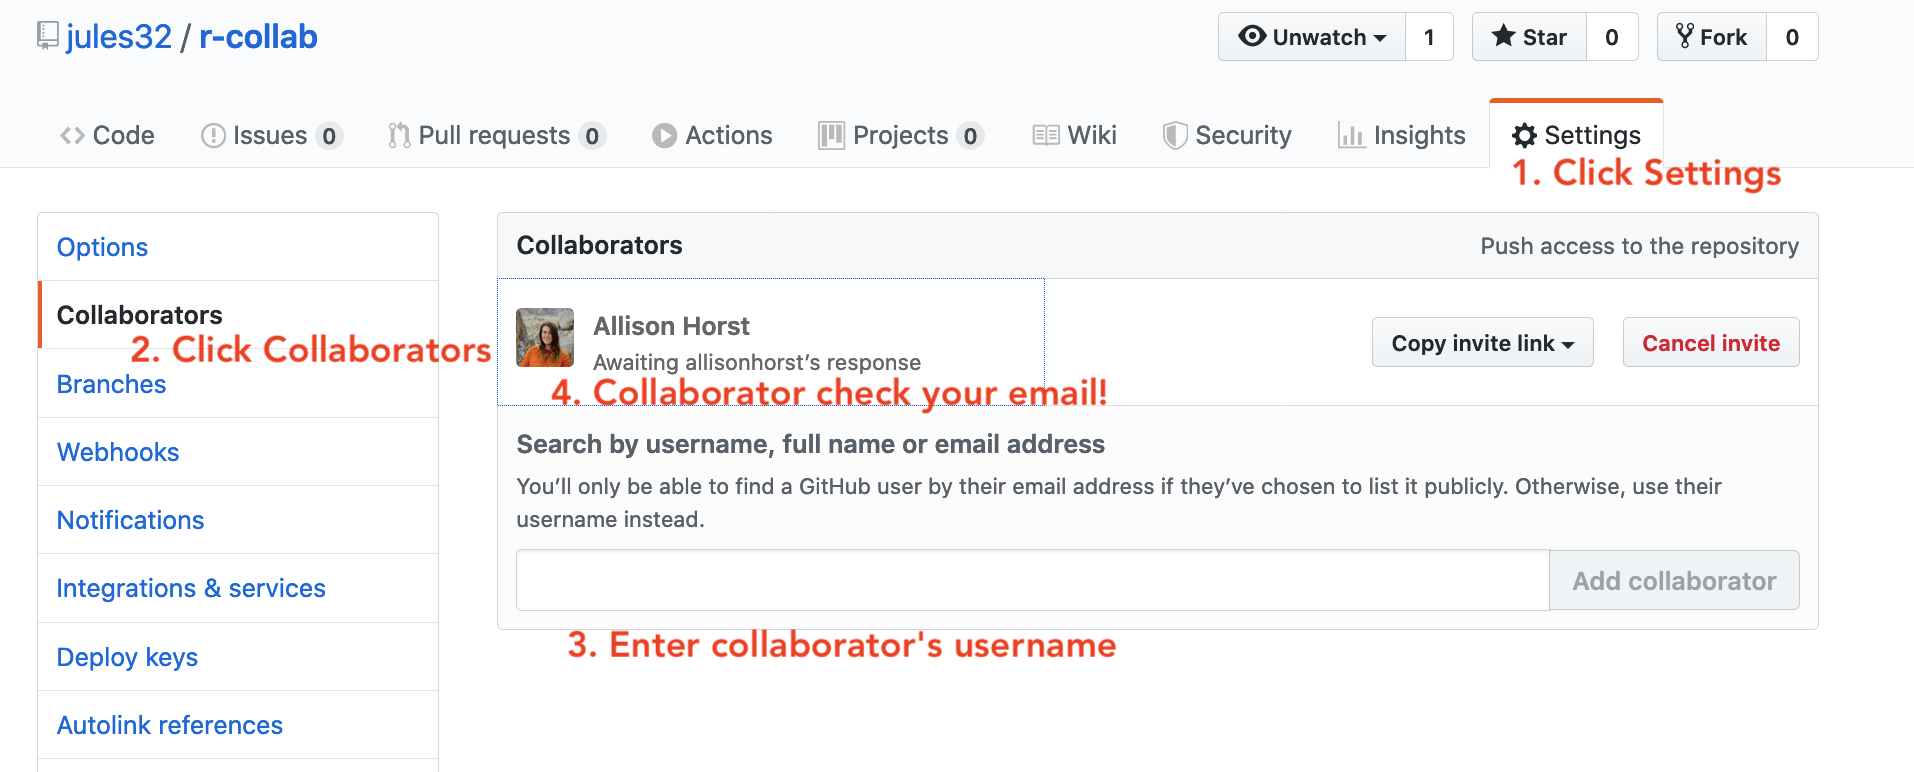 jules32 / r-collab
Unwatch 1
Star 0
Fork 0
Code
Issues 0
Pull requests 0
Actions
Projects 0
Wiki
Security
Insights
Settings
1. Click Settings
Options
Collaborators
2. Click Collaborators
Branches
Webhooks
Notifications
Integrations & services
Deploy keys
Autolink references
Collaborators
Push access to the repository
Allison Horst
Awaiting allisonhorst’s response
Copy invite link
Cancel invite
4. Collaborator check your email!
Search by username, full name or email address
You’ll only be able to find a GitHub user by their email address if they’ve chosen to list it publicly. Otherwise, use their
username instead.
Add collaborator
3. Enter collaborator's username